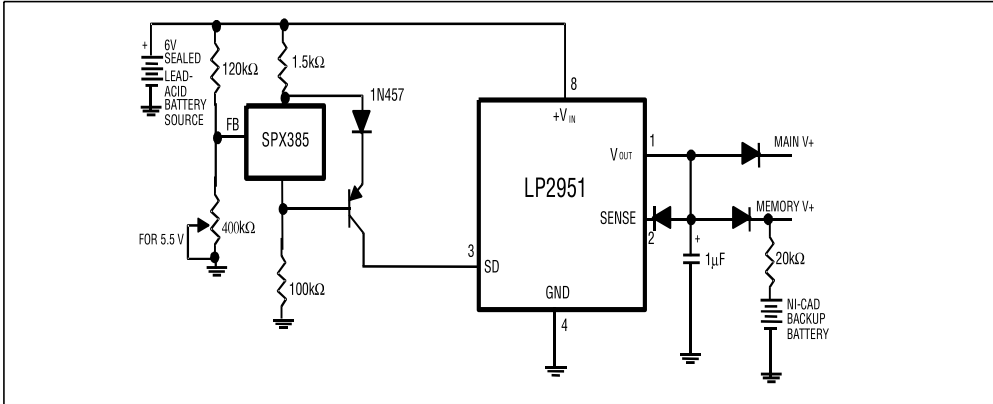 +
6V
SEALED
LEAD-
ACID
BATTERY
SOURCE
120kΩ
1.5kΩ
1N457
FB
SPX385
FOR 5.5 V
400kΩ
100kΩ
8
+VIN
1
VOUT
MAIN V+
LP2951
SENSE
2
MEMORY V+
3
SD
+
1µF
20kΩ
GND
4
NI-CAD
BACKUP
BATTERY